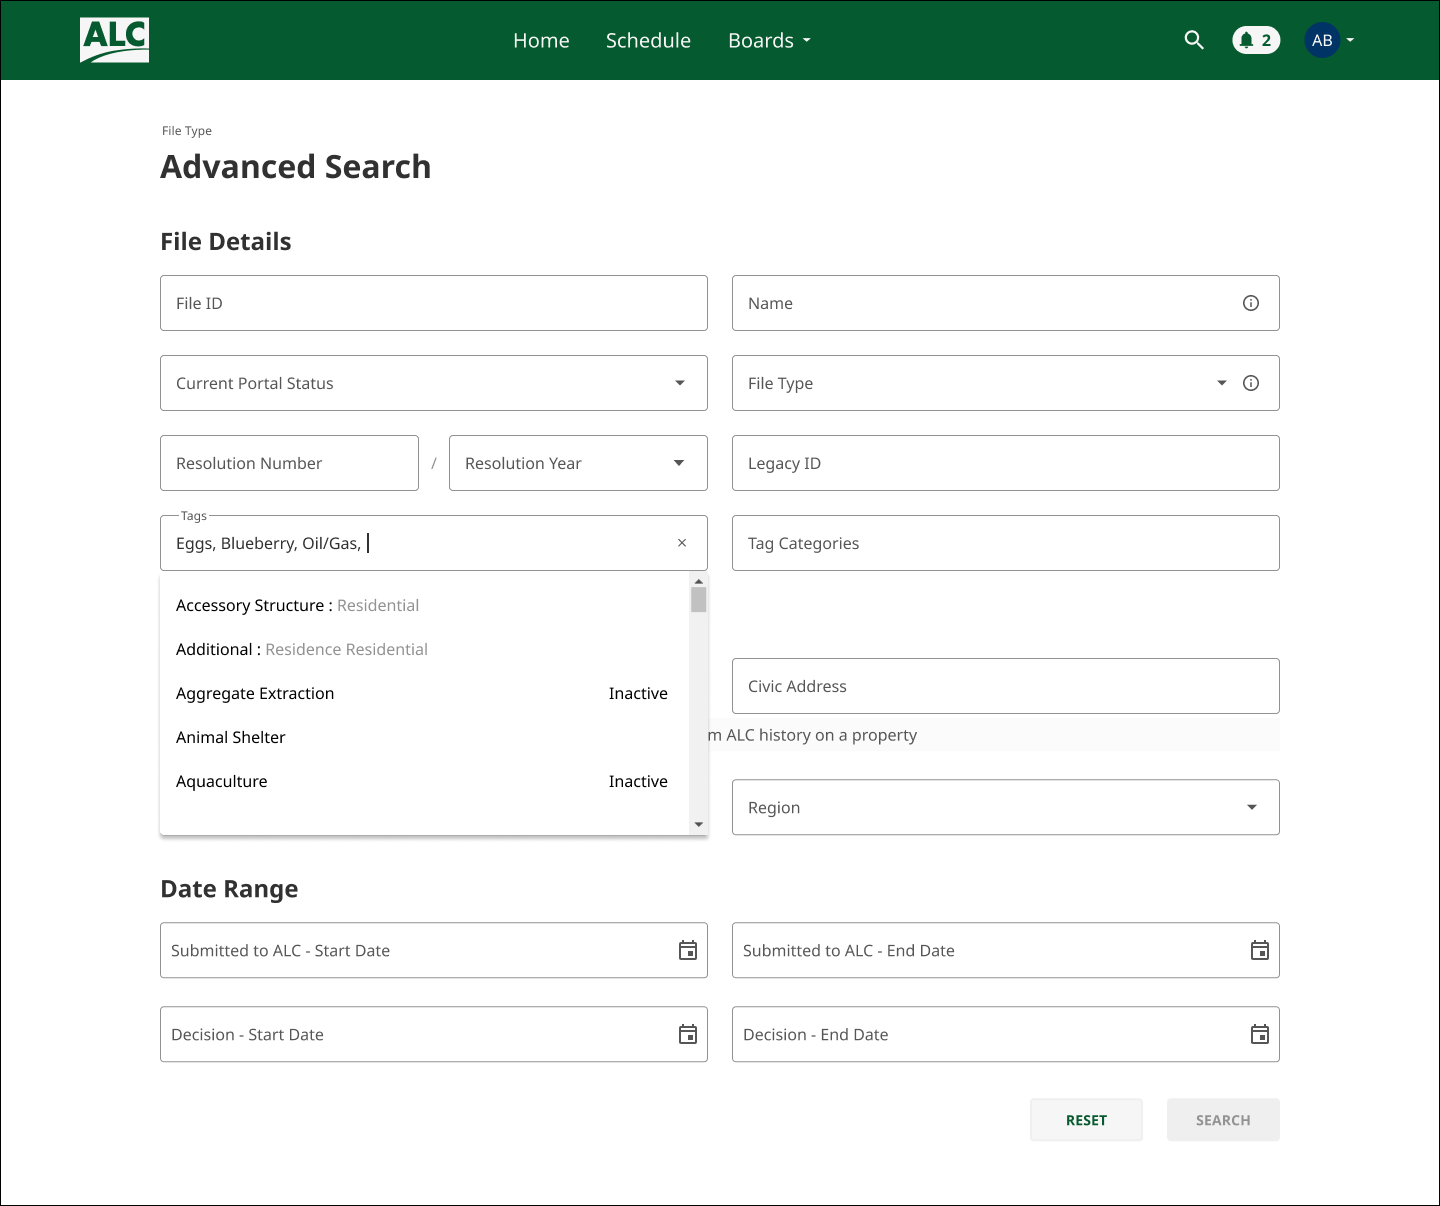 ALC
Home Schedule Boards
2 AB
File Type
Advanced Search
File Details
File ID
Name
Current Portal Status
File Type
Resolution Number / Resolution Year
Legacy ID
Tags
Eggs, Blueberry, Oil/Gas,
Tag Categories
Accessory Structure : Residential
Additional : Residence Residential
Aggregate Extraction Inactive
Animal Shelter
Aquaculture Inactive
Civic Address
m ALC history on a property
Region
Date Range
Submitted to ALC - Start Date
Submitted to ALC - End Date
Decision - Start Date
Decision - End Date
RESET
SEARCH